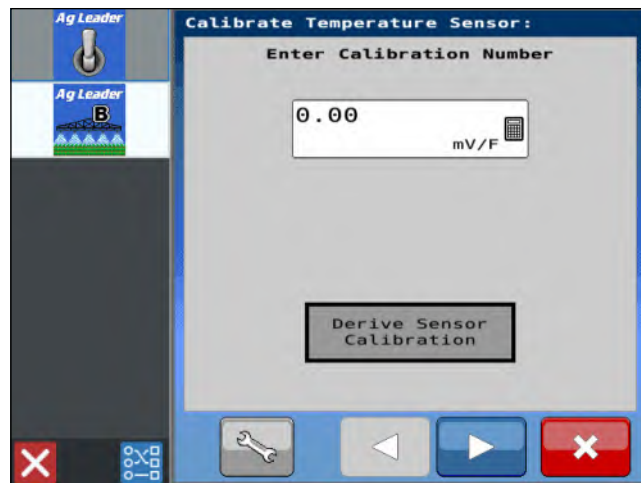 Ag Leader
Ag Leader
B
Calibrate Temperature Sensor:
Enter Calibration Number
0.00
mV/F
Derive Sensor
Calibration